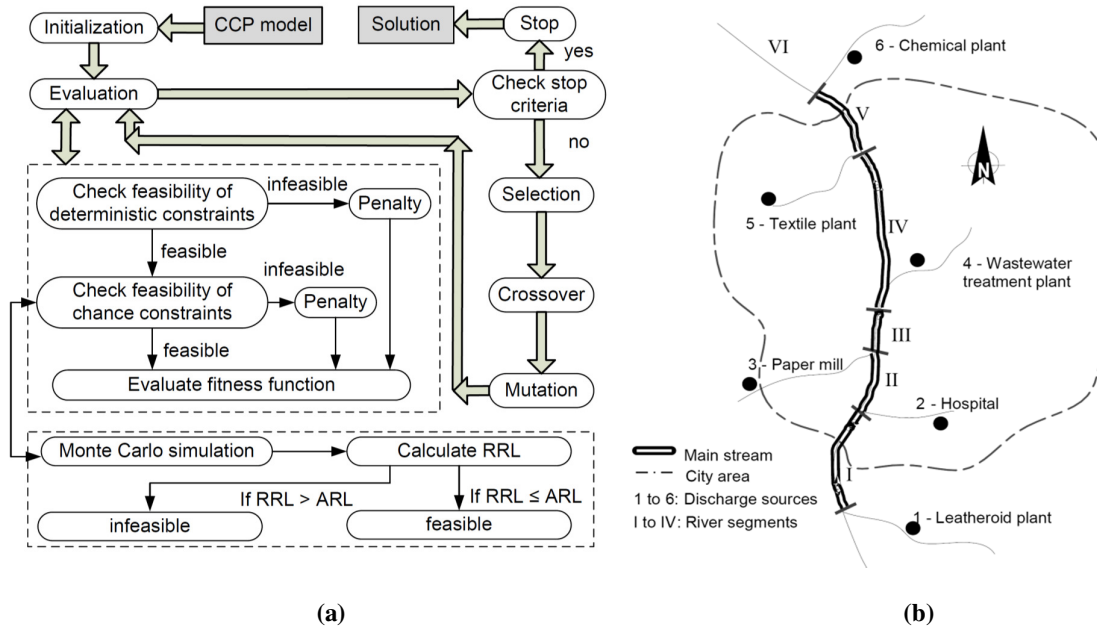 Initialization
CCP model
Solution
Stop
yes
Evaluation
Check stop
criteria
no
Check feasibility of
deterministic constraints
infeasible
Penalty
Selection
feasible
Check feasibility of
chance constraints
infeasible
Penalty
Crossover
feasible
Evaluate fitness function
Mutation
Monte Carlo simulation
Calculate RRL
If RRL > ARL
If RRL ≤ ARL
infeasible
feasible
(a)
VI
6 - Chemical plant
V
N
5 - Textile plant
IV
4 - Wastewater
treatment plant
III
3 - Paper mill
II
2 - Hospital
I
Main stream
City area
1 to 6: Discharge sources
I to IV: River segments
1 - Leatheroid plant
(b)